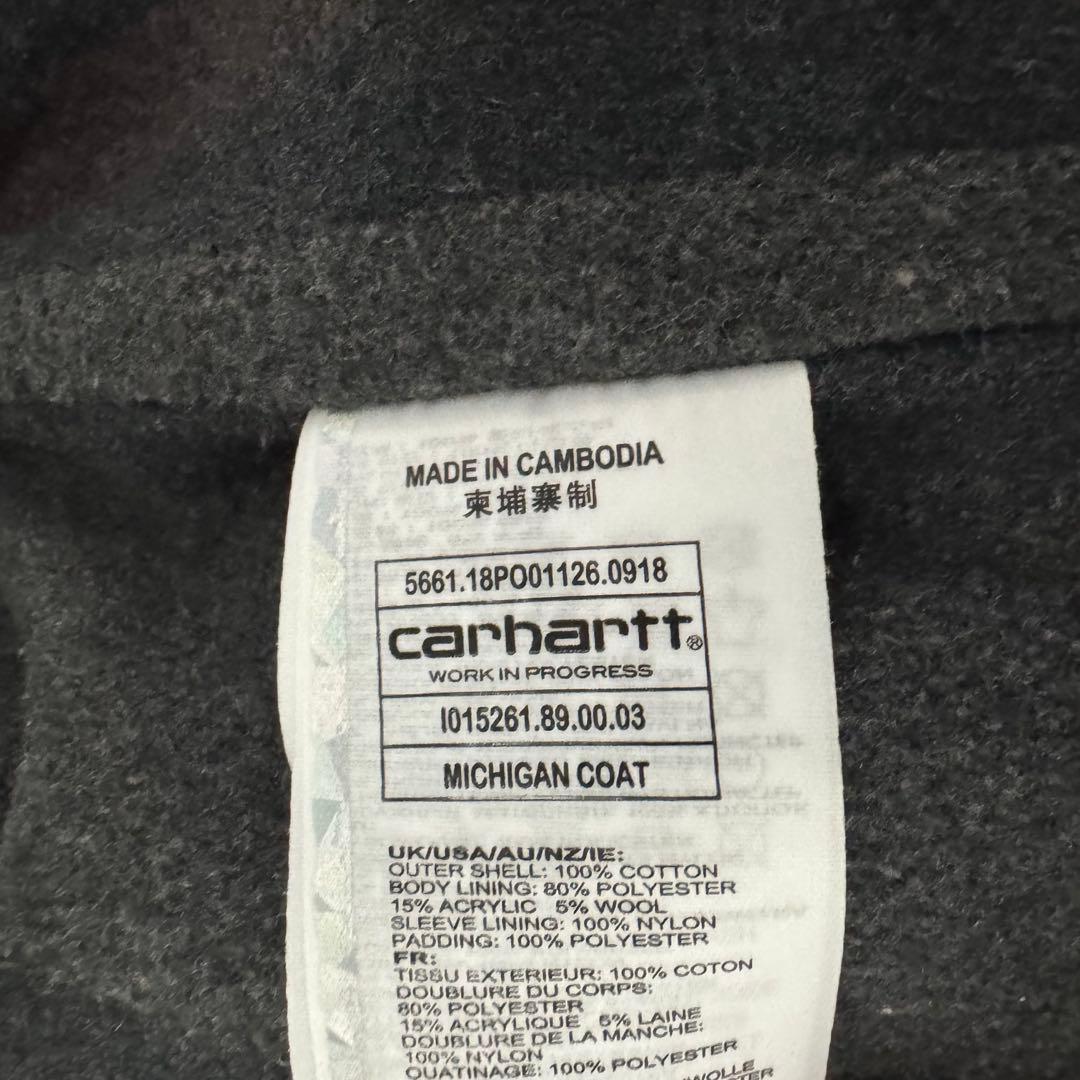 MADE IN CAMBODIA
柬埔寨制
5661.18PO01126.0918
carhartt®
WORK IN PROGRESS
I015261.89.00.03
MICHIGAN COAT
UK/USA/AU/NZ/IE:
OUTER SHELL: 100% COTTON
BODY LINING: 80% POLYESTER
15% ACRYLIC 5% WOOL
SLEEVE LINING: 100% NYLON
PADDING: 100% POLYESTER
FR:
TISSU EXTERIEUR: 100% COTON
DOUBLURE DU CORPS:
80% POLYESTER
15% ACRYLIQUE 5% LAINE
DOUBLURE DE LA MANCHE:
100% NYLON
OUATINAGE: 100% POLYESTER